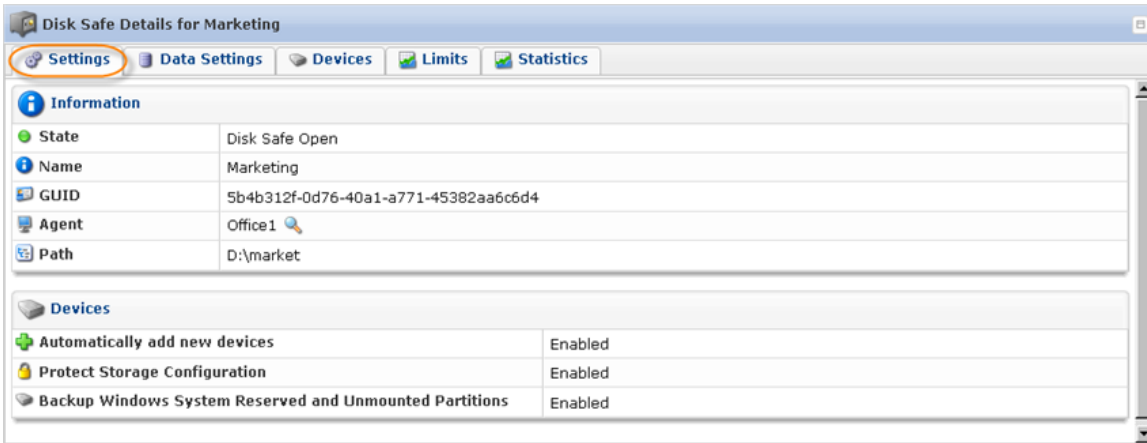 Disk Safe Details for Marketing
Settings Data Settings Devices Limits Statistics
Information
State Disk Safe Open
Name Marketing
GUID 5b4b312f-0d76-40a1-a771-45382aa6c6d4
Agent Office1
Path D:\market
Devices
Automatically add new devices Enabled
Protect Storage Configuration Enabled
Backup Windows System Reserved and Unmounted Partitions Enabled